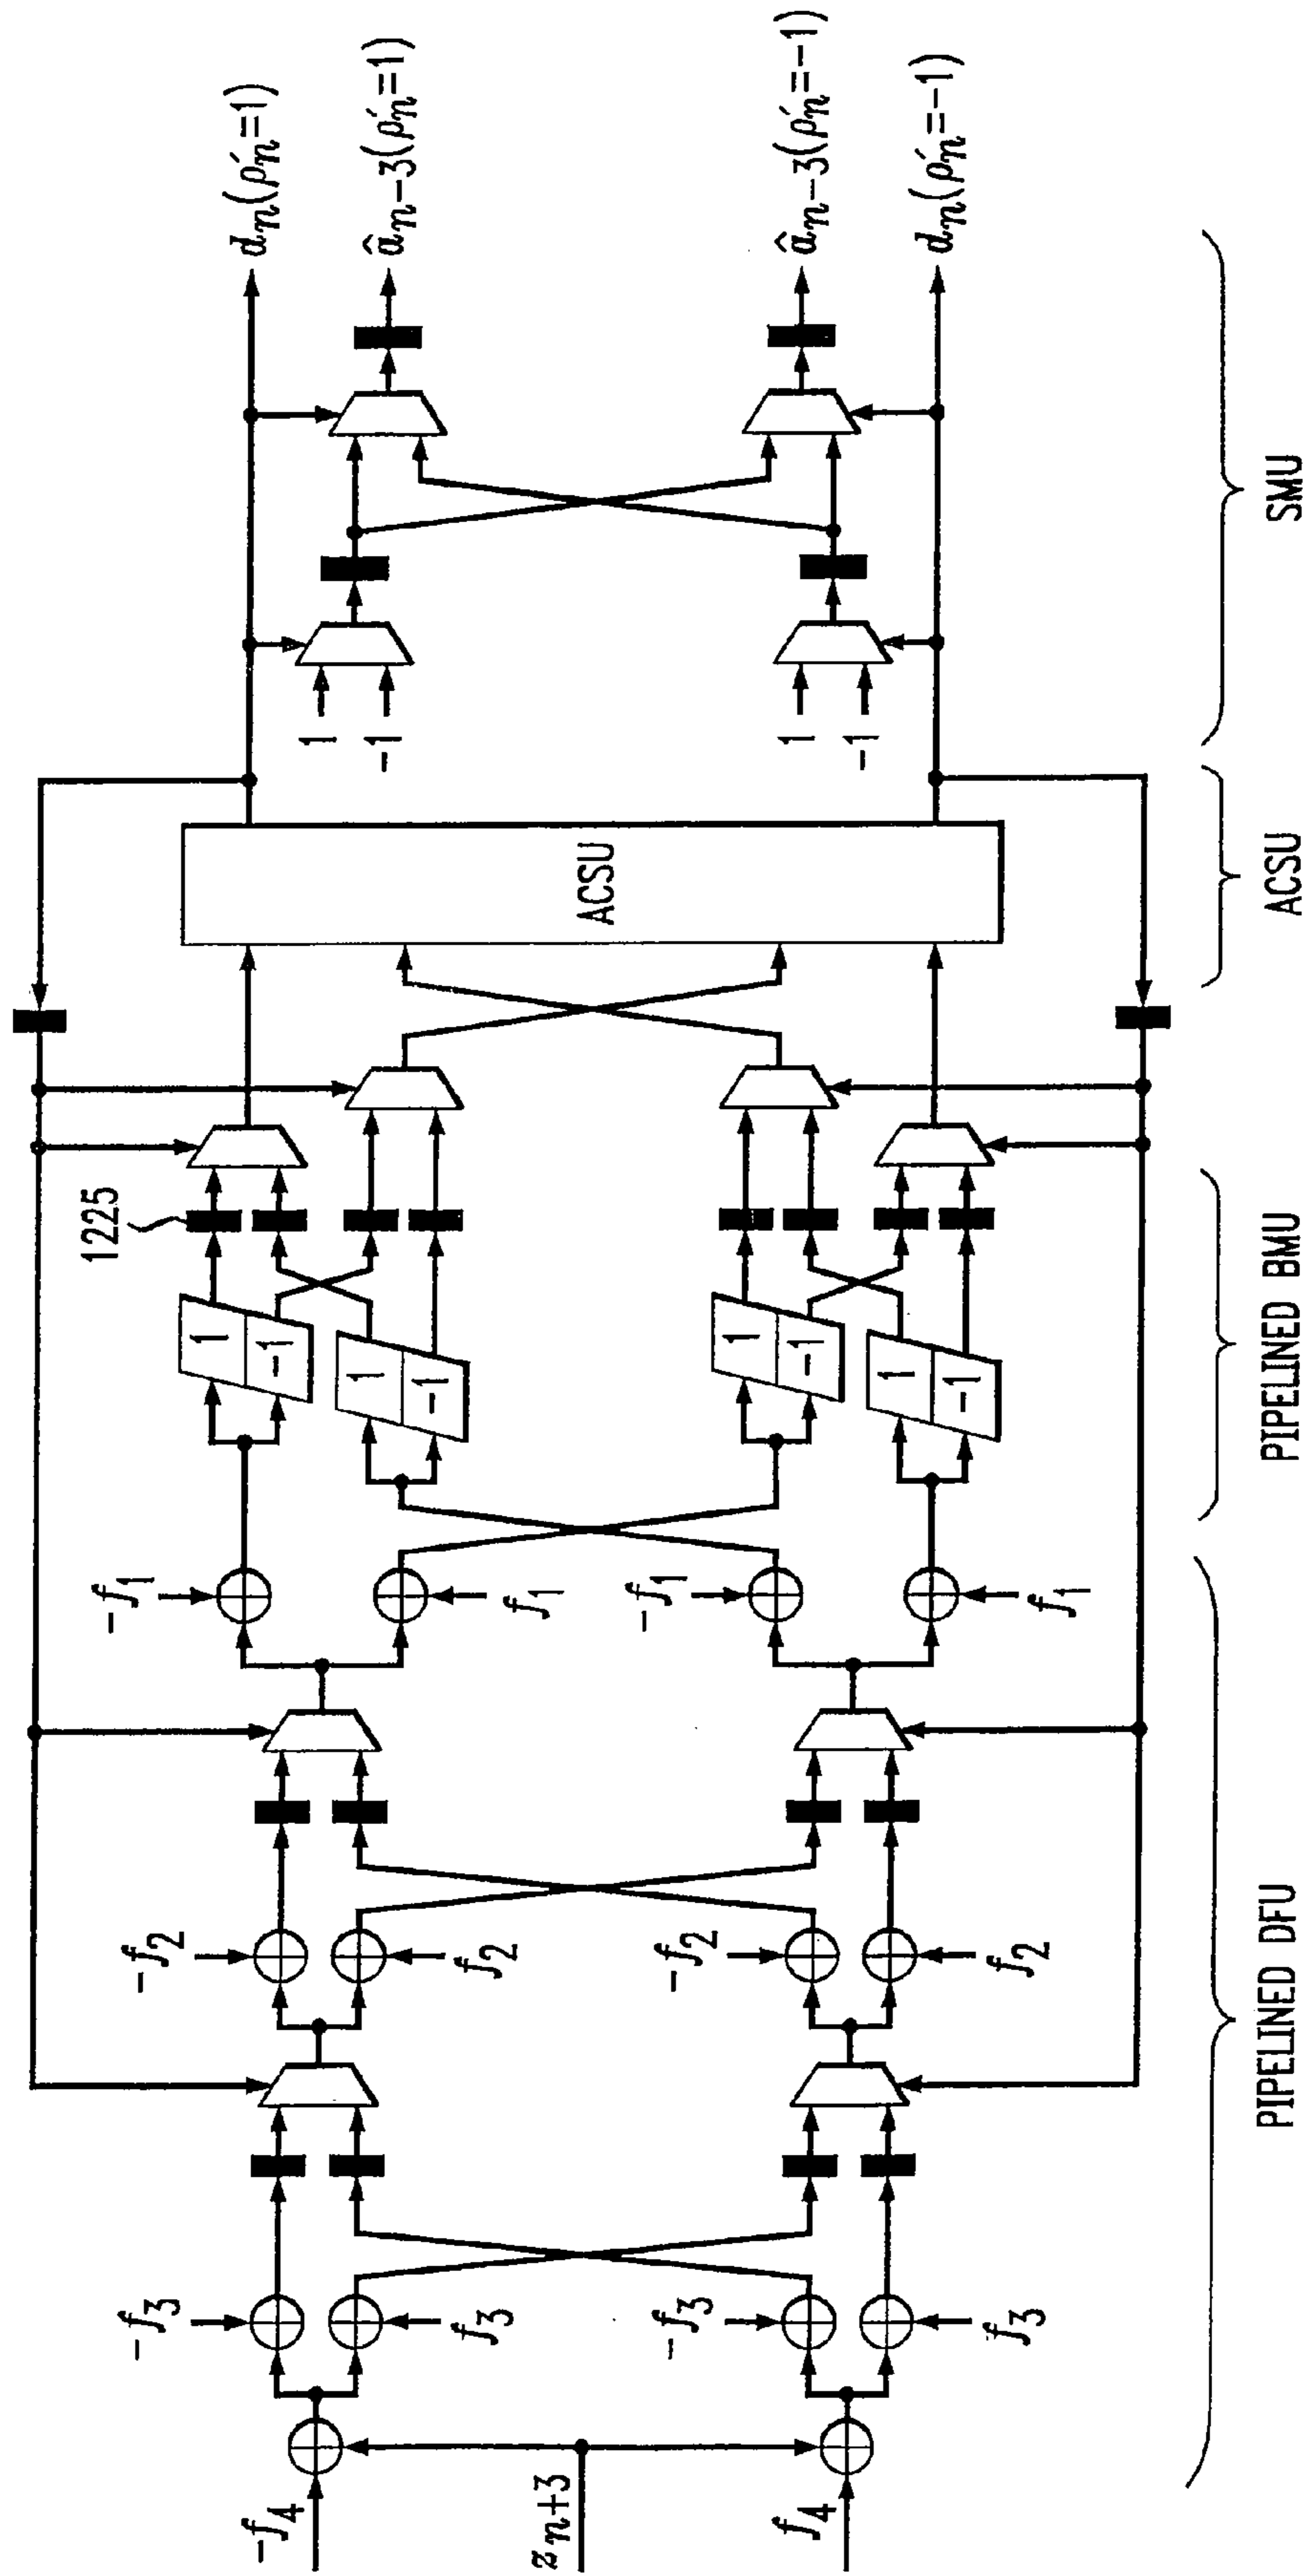 -f4
z n+3
f4
-f3
f3
-f3
f3
-f2
f2
-f2
f2
-f1
f1
-f1
f1
1
-1
1
-1
1
-1
1
-1
1225
ACSU
1
-1
1
-1
dn(ρ′n=1)
ân-3(ρ′n=1)
ân-3(ρ′n=-1)
dn(ρ′n=-1)
PIPELINED DFU
PIPELINED BMU
ACSU
SMU